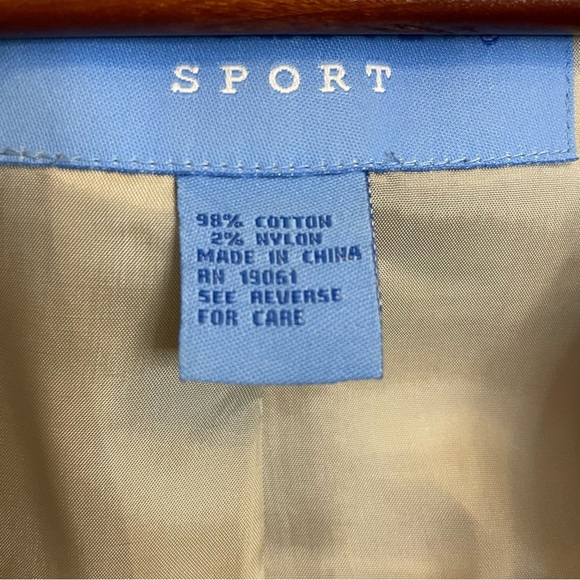 SPORT
98% COTTON
2% NYLON
MADE IN CHINA
RN 19061
SEE REVERSE
FOR CARE